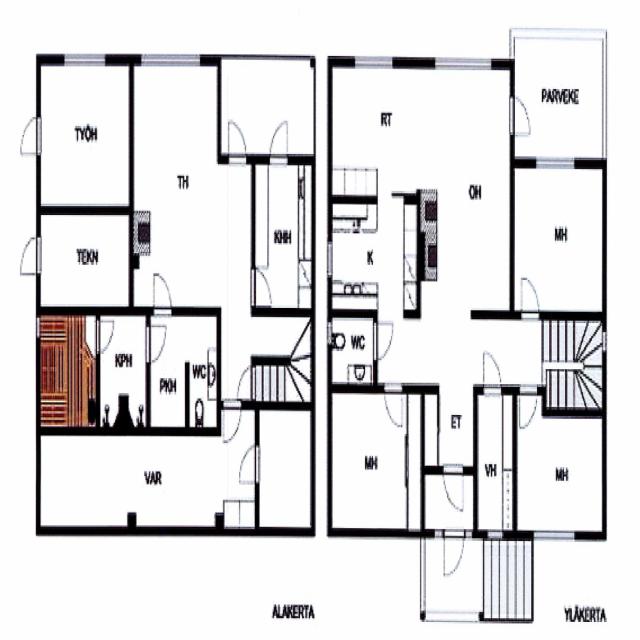 TYÖH
TH
TEKN
KHH
KPH
PKH
WC
VAR
ALAKERTA
PARVEKE
RT
OH
MH
K
WC
ET
MH
VH
MH
YLÄKERTA